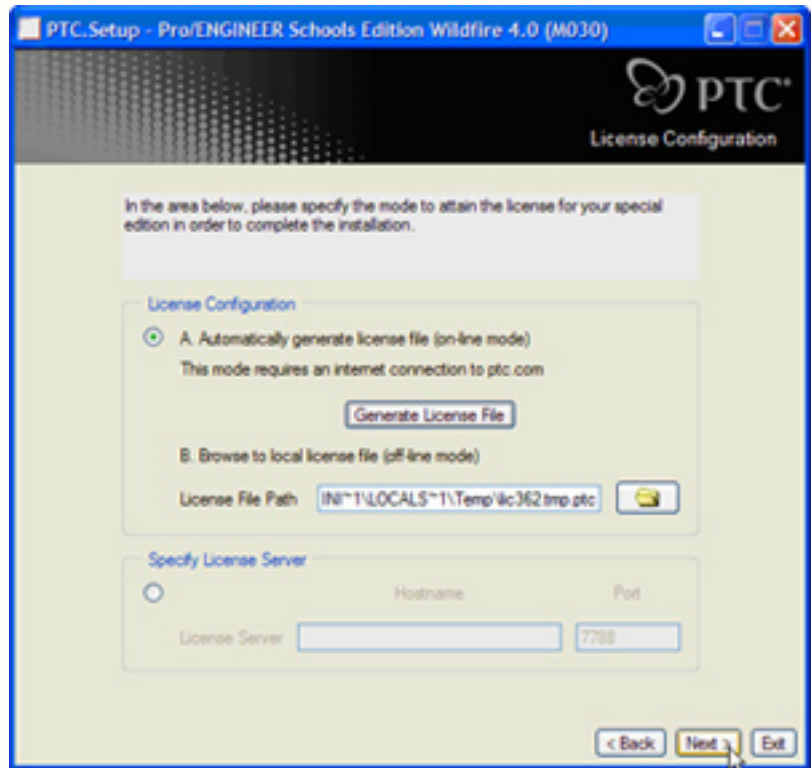 PTC.Setup - Pro/ENGINEER Schools Edition Wildfire 4.0 (M030)
PTC®
License Configuration
In the area below, please specify the mode to attain the license for your special
edition in order to complete the installation.
License Configuration
A. Automatically generate license file (on-line mode)
This mode requires an internet connection to ptc.com
Generate License File
B. Browse to local license file (off-line mode)
License File Path INI~1\LOCALS~1\Temp\lic362.tmp.ptc
Specify License Server
Hostname Port
License Server 7788
< Back Next > Exit